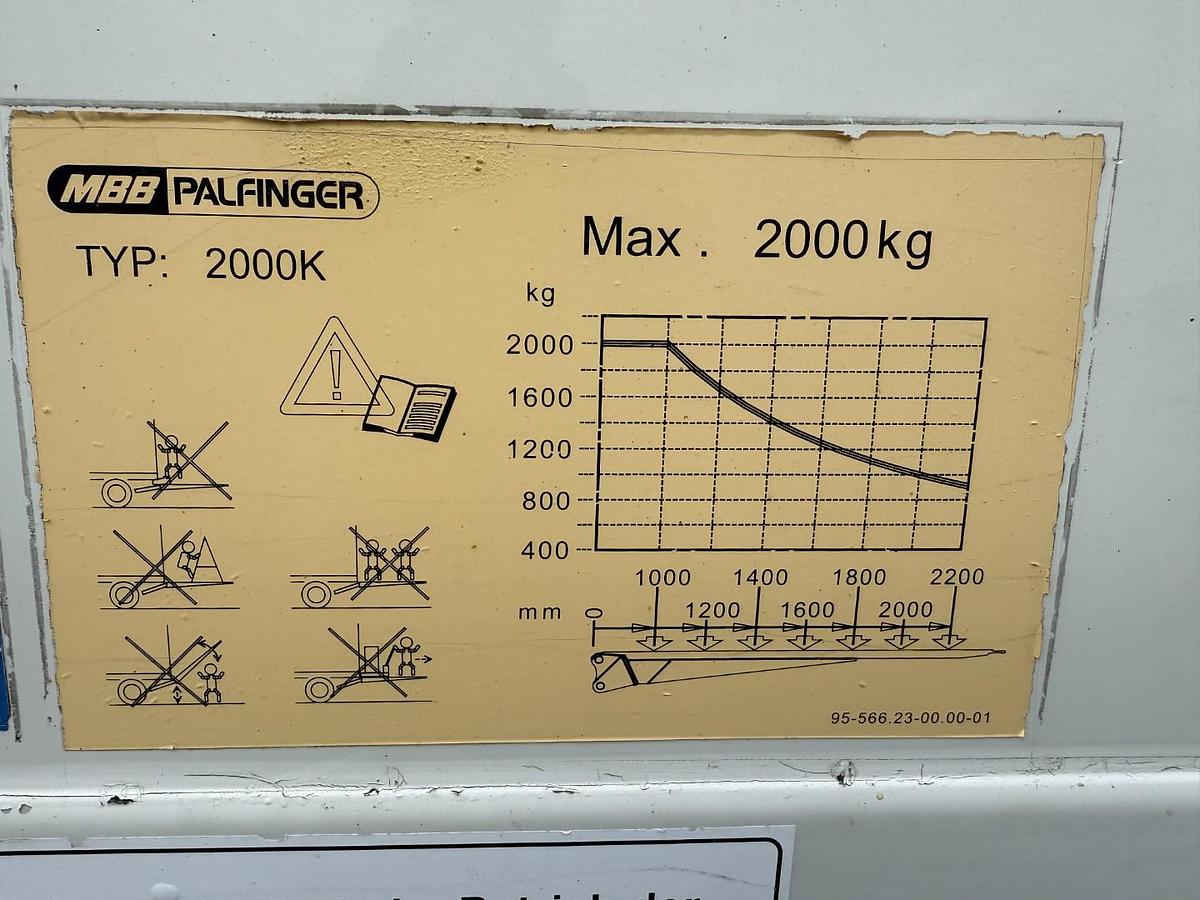 MBB PALFINGER
TYP: 2000K
Max. 2000kg
kg
2000
1600
1200
800
400
1000 1400 1800 2200
mm 0 1200 1600 2000
95-566.23-00.00-01